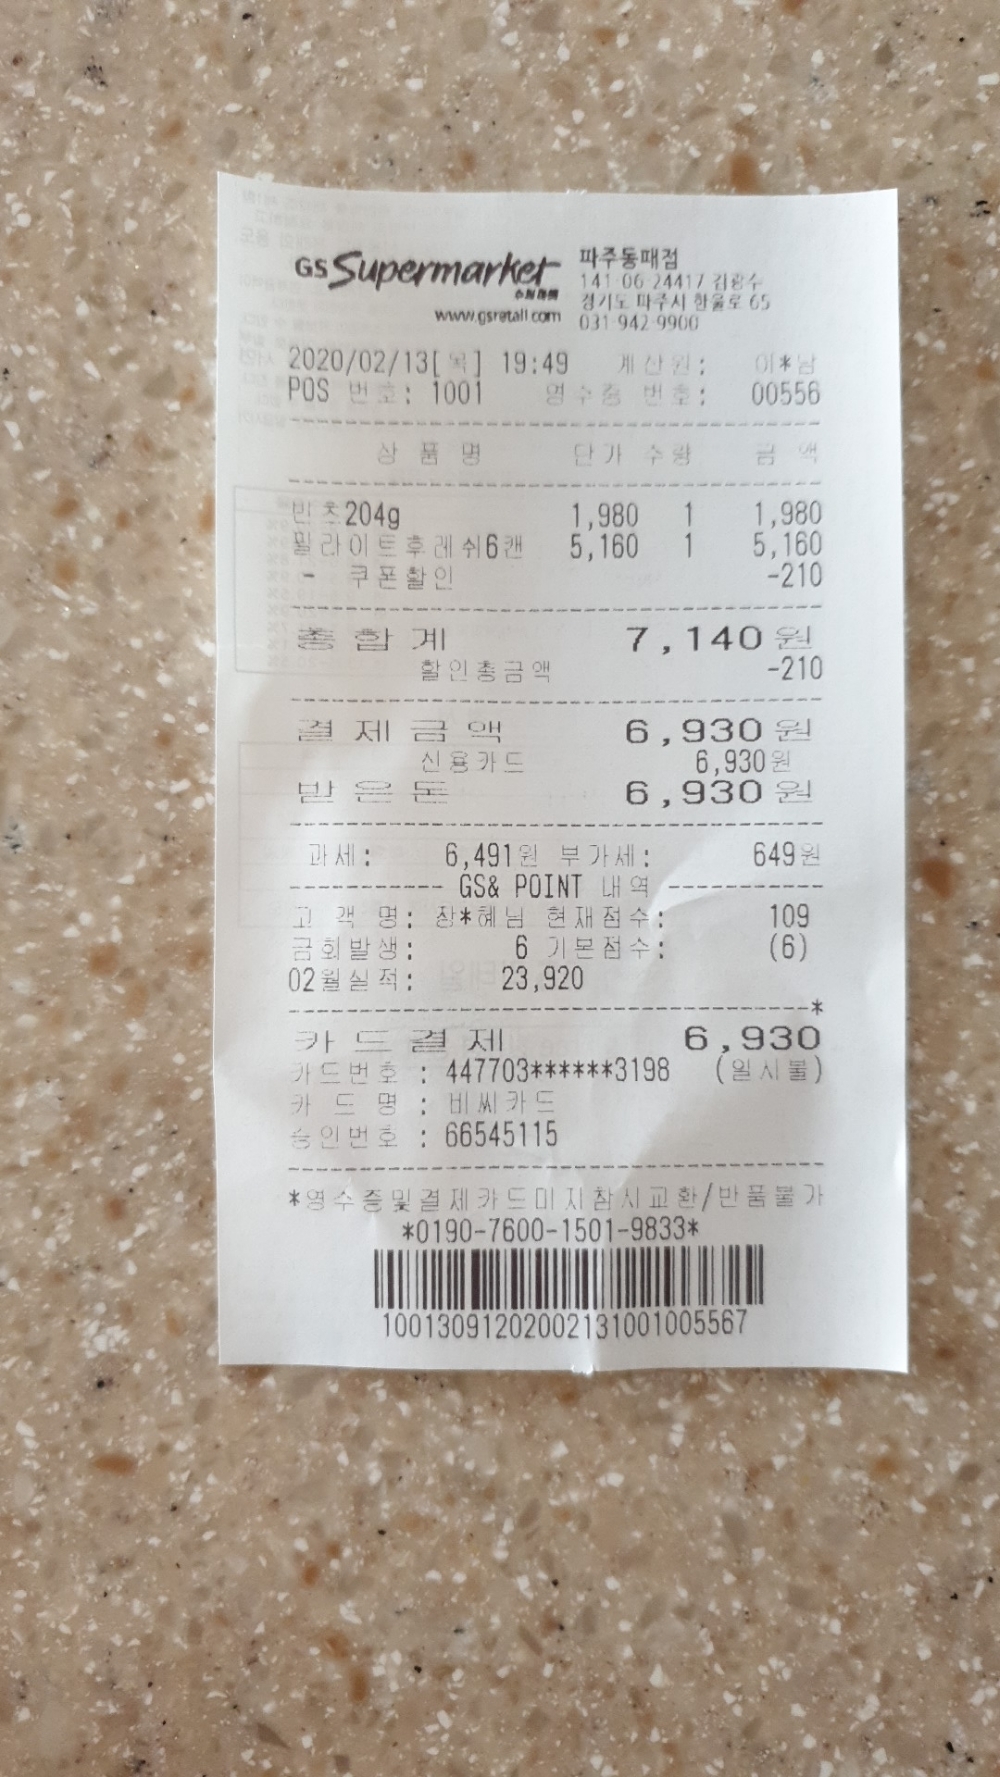 GS Supermarket
수퍼마켓
www.gsretail.com
파주동패점
141-06-24417 김광수
경기도 파주시 한울로 65
031-942-9900
2020/02/13[목] 19:49 계산원: 이*남
POS 번호: 1001 영수증 번호: 00556
상 품 명 단가 수량 금 액
빈츠204g 1,980 1 1,980
필라이트후레쉬6캔 5,160 1 5,160
- 쿠폰할인 -210
총 합 계 7,140원
할인총금액 -210
결 제 금 액 6,930원
신용카드 6,930원
받 은 돈 6,930원
과세: 6,491원 부가세: 649원
GS& POINT 내역
고 객 명: 장*혜님 현재점수: 109
금회발생: 6 기본점수: (6)
02월실적: 23,920
*
카드결제 6,930
카드번호 : 447703******3198 (일시불)
카 드 명 : 비씨카드
승인번호 : 66545115
*영수증및결제카드미지참시교환/반품불가
*0190-7600-1501-9833*
10013091202002131001005567